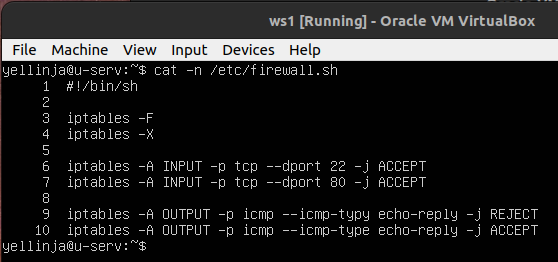 ws1 [Running] - Oracle VM VirtualBox
File Machine View Input Devices Help
yellinja@u-serv:~$ cat -n /etc/firewall.sh
1 #!/bin/sh
2
3 iptables -F
4 iptables -X
5
6 iptables -A INPUT -p tcp --dport 22 -j ACCEPT
7 iptables -A INPUT -p tcp --dport 80 -j ACCEPT
8
9 iptables -A OUTPUT -p icmp --icmp-typy echo-reply -j REJECT
10 iptables -A OUTPUT -p icmp --icmp-type echo-reply -j ACCEPT
yellinja@u-serv:~$